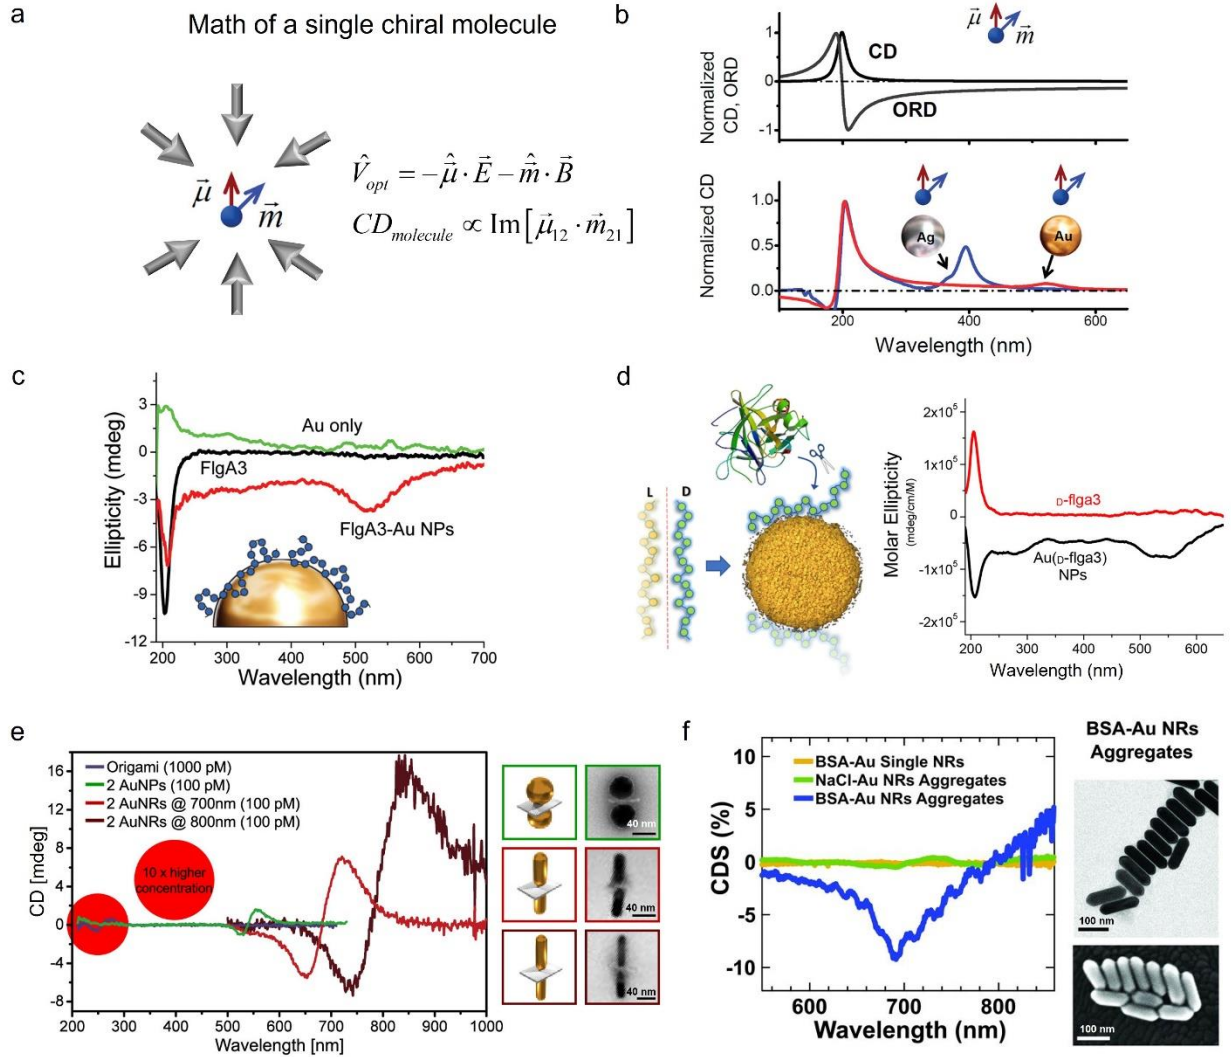 a
Math of a single chiral molecule
μ⃗
m⃗
V̂opt = −μ̂⃗ · E⃗ − m̂⃗ · B⃗
CDmolecule ∝ Im[μ⃗12 · m⃗21]
b
μ⃗
m⃗
Normalized
CD, ORD
1
0
-1
CD
ORD
Normalized CD
1.0
0.5
0.0
Ag
Au
200
400
600
Wavelength (nm)
c
Ellipticity (mdeg)
3
0
-3
-6
-9
-12
Au only
FlgA3
FlgA3-Au NPs
200
300
400
500
600
700
Wavelength (nm)
d
L
D
Molar Ellipticity
(mdeg/cm/M)
2x10⁵
1x10⁵
0
-1x10⁵
-2x10⁵
D-flga3
Au(D-flga3)
NPs
200
300
400
500
600
Wavelength (nm)
e
CD [mdeg]
16
12
8
4
0
-4
-8
Origami (1000 pM)
2 AuNPs (100 pM)
2 AuNRs @ 700nm (100 pM)
2 AuNRs @ 800nm (100 pM)
10 x higher
concentration
200
300
400
500
600
700
800
900
1000
Wavelength [nm]
40 nm
40 nm
40 nm
f
CDS (%)
10
5
0
-5
-10
BSA-Au Single NRs
NaCl-Au NRs Aggregates
BSA-Au NRs Aggregates
600
700
800
Wavelength (nm)
BSA-Au NRs
Aggregates
100 nm
100 nm